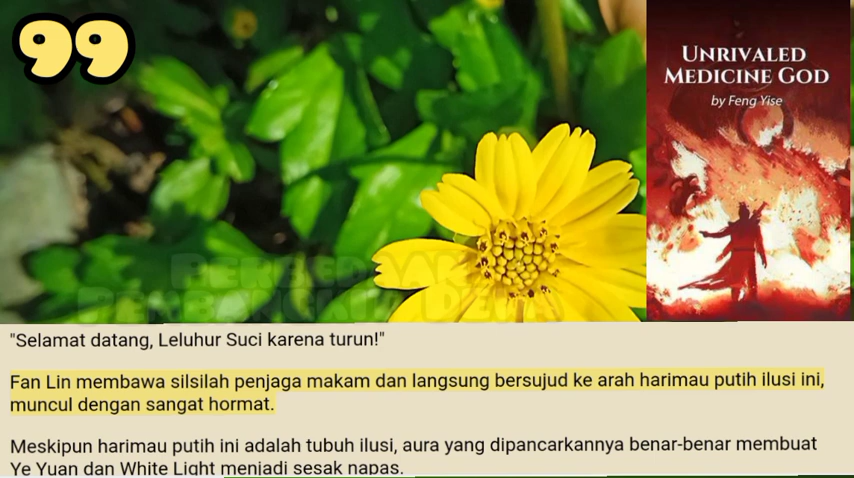 99
UNRIVALED
MEDICINE GOD
by Feng Yise
"Selamat datang, Leluhur Suci karena turun!"
Fan Lin membawa silsilah penjaga makam dan langsung bersujud ke arah harimau putih ilusi ini,
muncul dengan sangat hormat.
Meskipun harimau putih ini adalah tubuh ilusi, aura yang dipancarkannya benar-benar membuat
Ye Yuan dan White Light menjadi sesak napas.